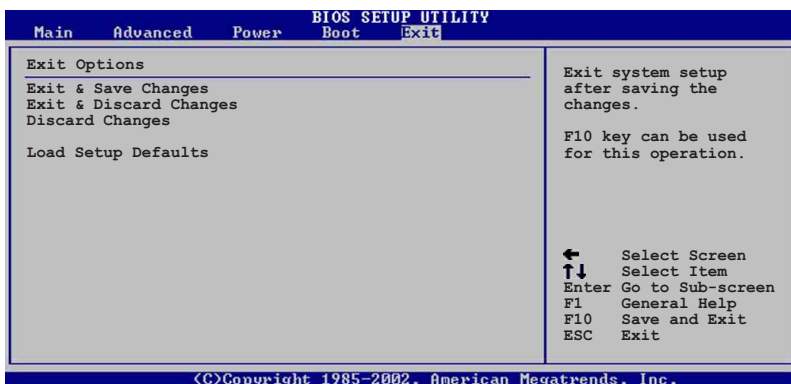 BIOS SETUP UTILITY
Main Advanced Power Boot Exit
Exit Options
Exit & Save Changes
Exit & Discard Changes
Discard Changes
Load Setup Defaults
Exit system setup
after saving the
changes.
F10 key can be used
for this operation.
← Select Screen
↑↓ Select Item
Enter Go to Sub-screen
F1 General Help
F10 Save and Exit
ESC Exit
(C)Copyright 1985-2002, American Megatrends, Inc.